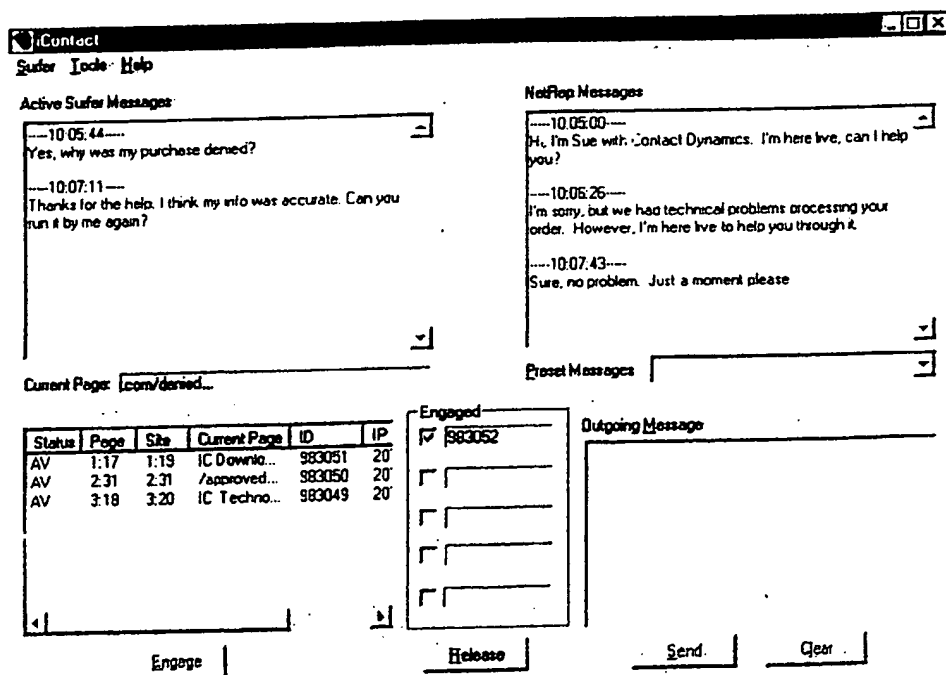 iContact
Surfer Tools Help
Active Surfer Messages
----10:05:44----
Yes, why was my purchase denied?
----10:07:11----
Thanks for the help. I think my info was accurate. Can you
run it by me again?
Current Page: .com/denied...
NetRep Messages
----10:05:00----
Hi, I'm Sue with Contact Dynamics. I'm here live, can I help
you?
----10:06:26----
I'm sorry, but we had technical problems processing your
order. However, I'm here live to help you through it.
----10:07:43----
Sure, no problem. Just a moment please
Preset Messages
Status Page Site Current Page ID IP
AV 1:17 1:19 IC Downlo... 983051 20
AV 2:31 2:31 /approved... 983050 20
AV 3:18 3:20 IC Techno... 983049 20
Engage
Engaged
983052
Release
Outgoing Message
Send Clear